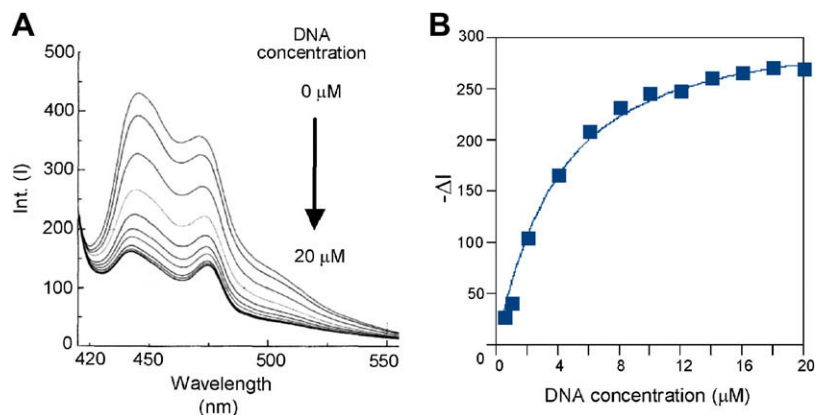 A
DNA
concentration
0 μM
20 μM
Int. (I)
500
400
300
200
150
100
0
420
450
500
550
Wavelength
(nm)
B
-ΔI
300
250
200
150
100
50
0
0
4
8
12
16
20
DNA concentration (μM)